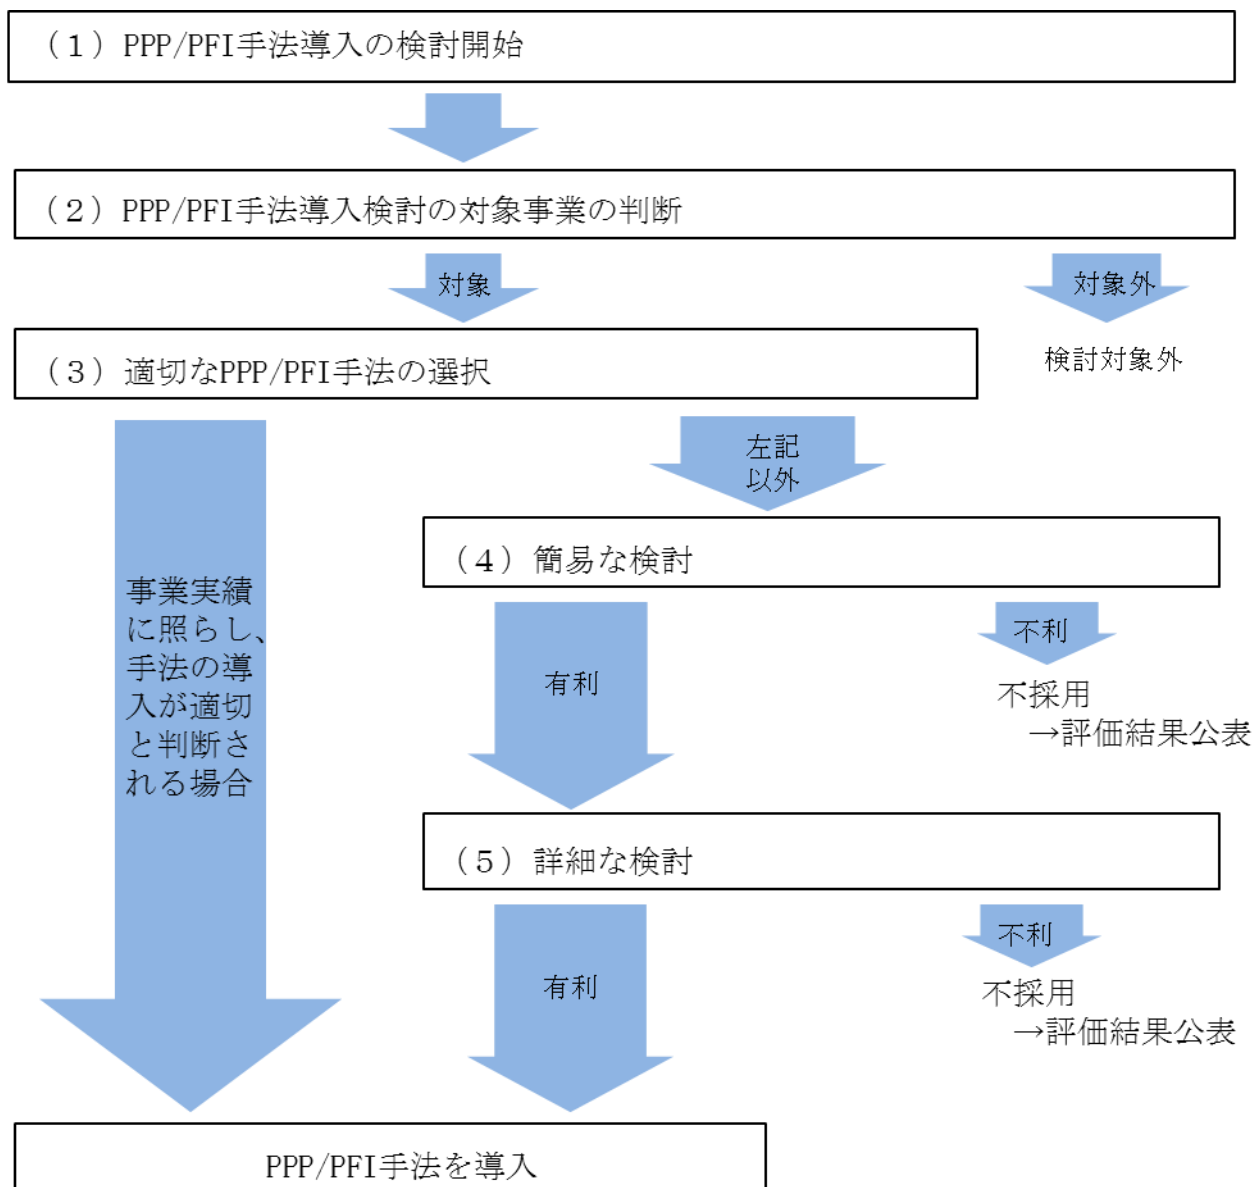 （１）PPP/PFI手法導入の検討開始
（２）PPP/PFI手法導入検討の対象事業の判断
対象
対象外
（３）適切なPPP/PFI手法の選択
検討対象外
左記
以外
（４）簡易な検討
事業実績
に照らし、
手法の導
入が適切
と判断さ
れる場合
有利
不利
不採用
→評価結果公表
（５）詳細な検討
有利
不利
不採用
→評価結果公表
PPP/PFI手法を導入